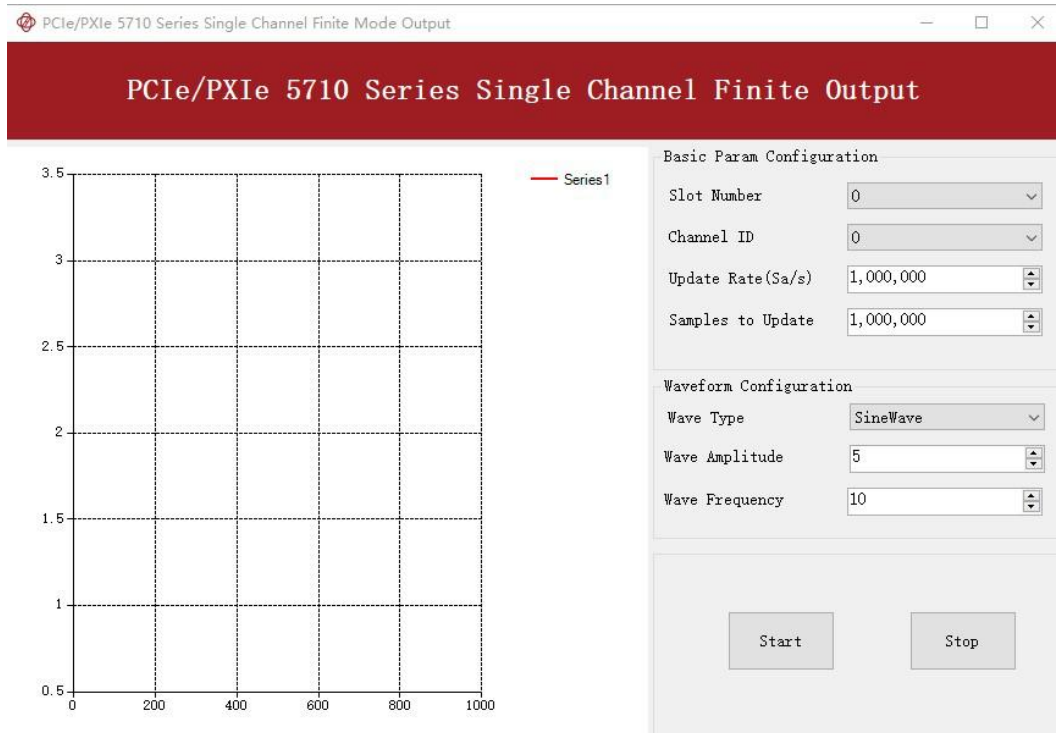 PCIe/PXIe 5710 Series Single Channel Finite Mode Output
PCIe/PXIe 5710 Series Single Channel Finite Output
3.5
3
2.5
2
1.5
1
0.5
0
200
400
600
800
1000
Series1
Basic Param Configuration
Slot Number
0
Channel ID
0
Update Rate(Sa/s)
1,000,000
Samples to Update
1,000,000
Waveform Configuration
Wave Type
SineWave
Wave Amplitude
5
Wave Frequency
10
Start
Stop